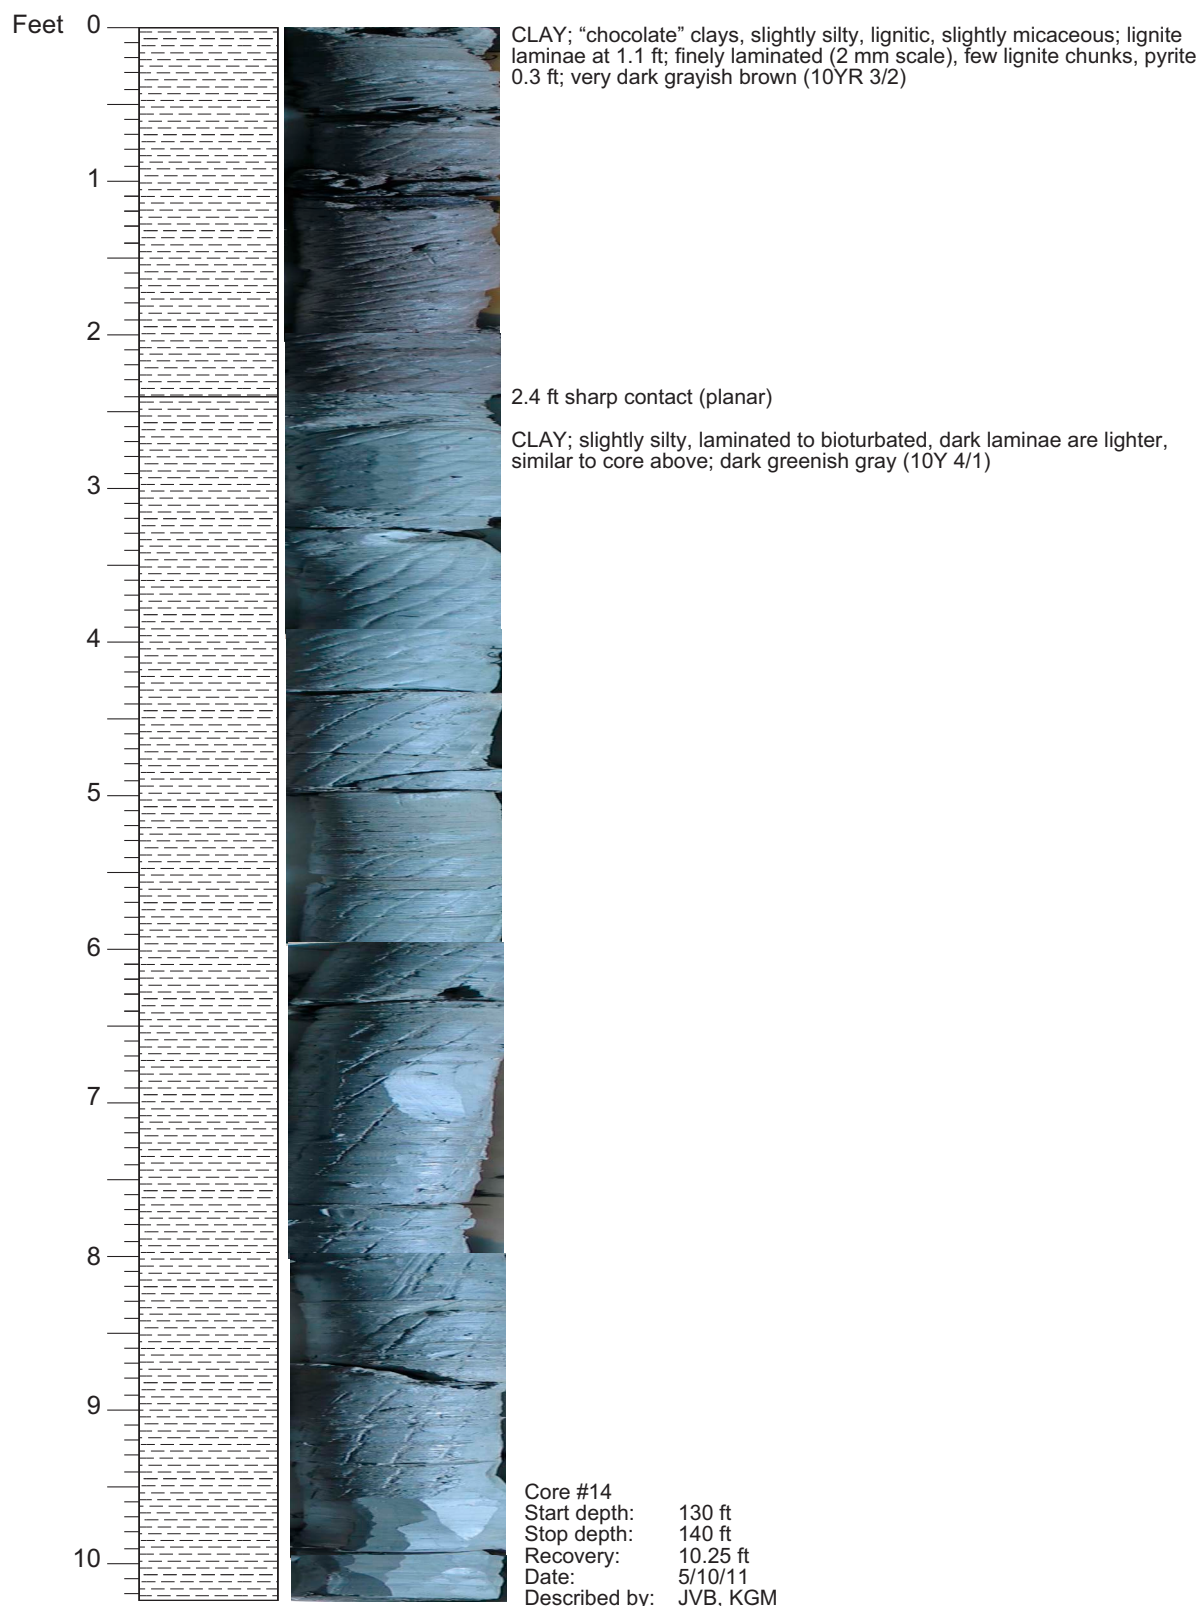 Feet 0
CLAY; “chocolate” clays, slightly silty, lignitic, slightly micaceous; lignite
laminae at 1.1 ft; finely laminated (2 mm scale), few lignite chunks, pyrite
0.3 ft; very dark grayish brown (10YR 3/2)
1
2
2.4 ft sharp contact (planar)
CLAY; slightly silty, laminated to bioturbated, dark laminae are lighter,
similar to core above; dark greenish gray (10Y 4/1)
3
4
5
6
7
8
9
Core #14
Start depth: 130 ft
Stop depth: 140 ft
Recovery: 10.25 ft
10
Date: 5/10/11
Described by: JVB, KGM